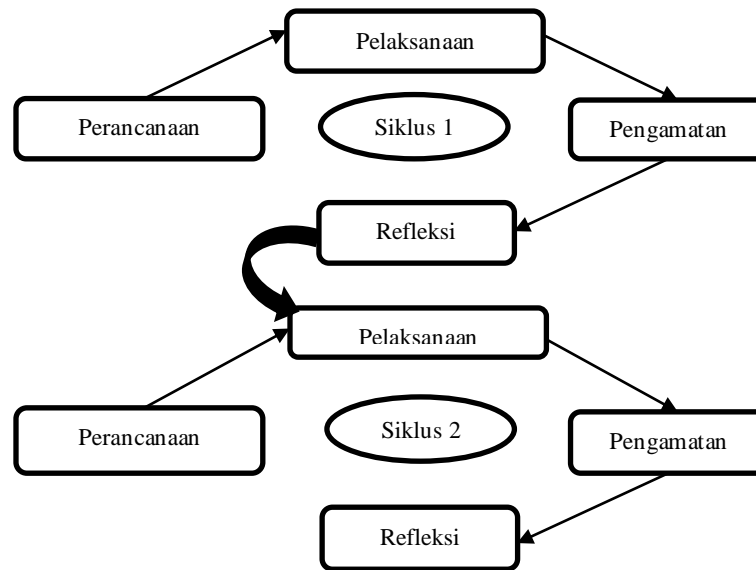 Pelaksanaan
Perancanaan
Siklus 1
Pengamatan
Refleksi
Pelaksanaan
Perancanaan
Siklus 2
Pengamatan
Refleksi